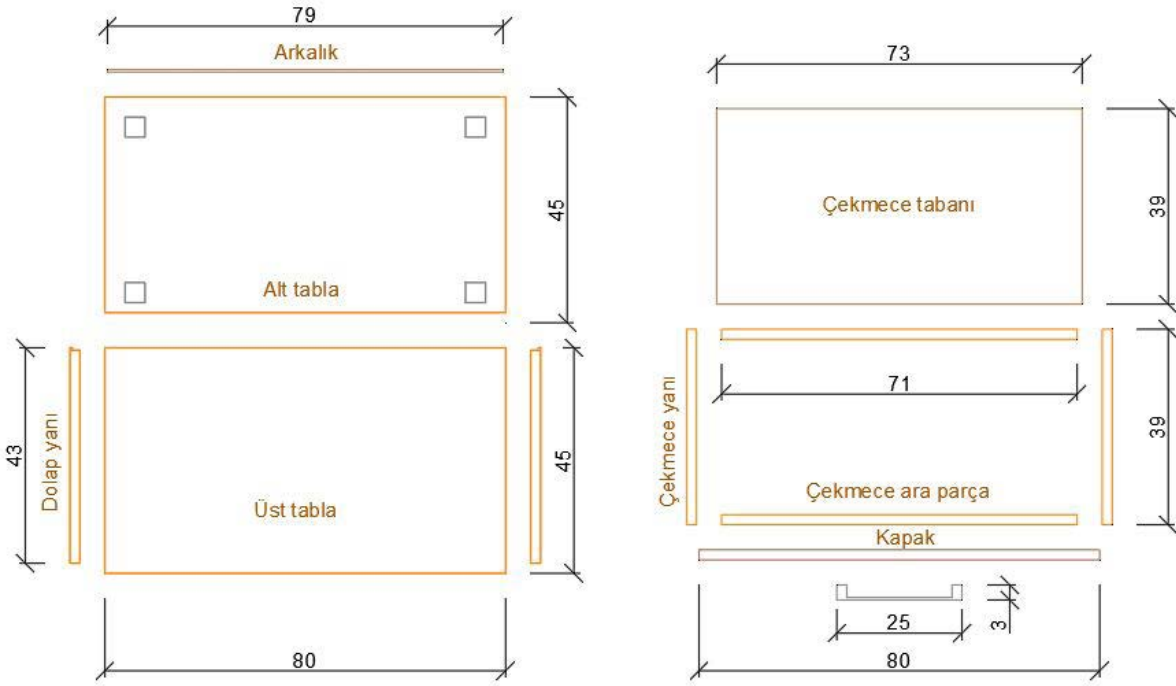 79
Arkalık
45
Alt tabla
43
Dolap yanı
45
Üst tabla
80
73
Çekmece tabanı
39
Çekmece yanı
71
39
Çekmece ara parça
Kapak
25
3
80